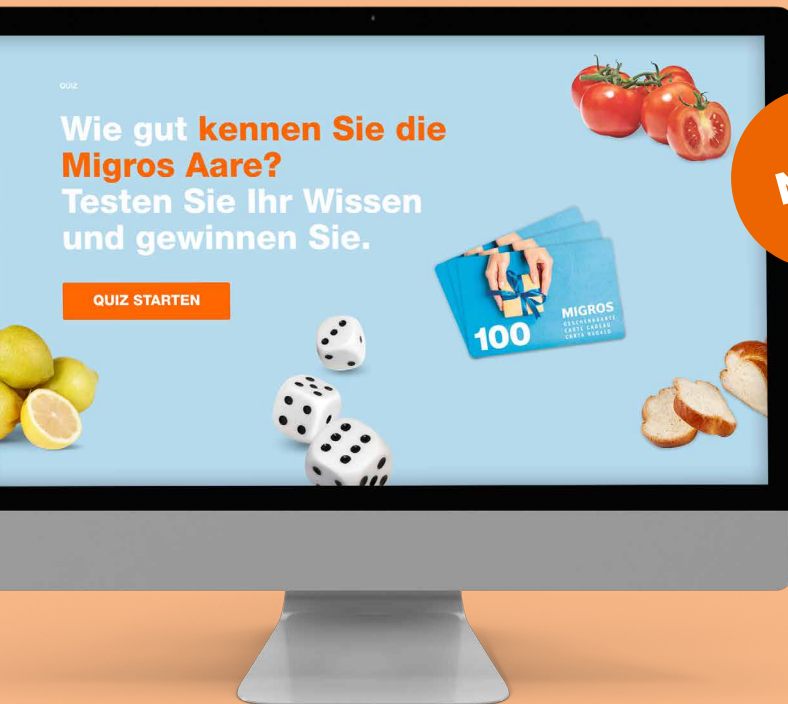 QUIZ
Wie gut kennen Sie die
Migros Aare?
Testen Sie Ihr Wissen
und gewinnen Sie.
QUIZ STARTEN
100
MIGROS
GESCHENKKARTE
CARTE CADEAU
CARTA REGALO